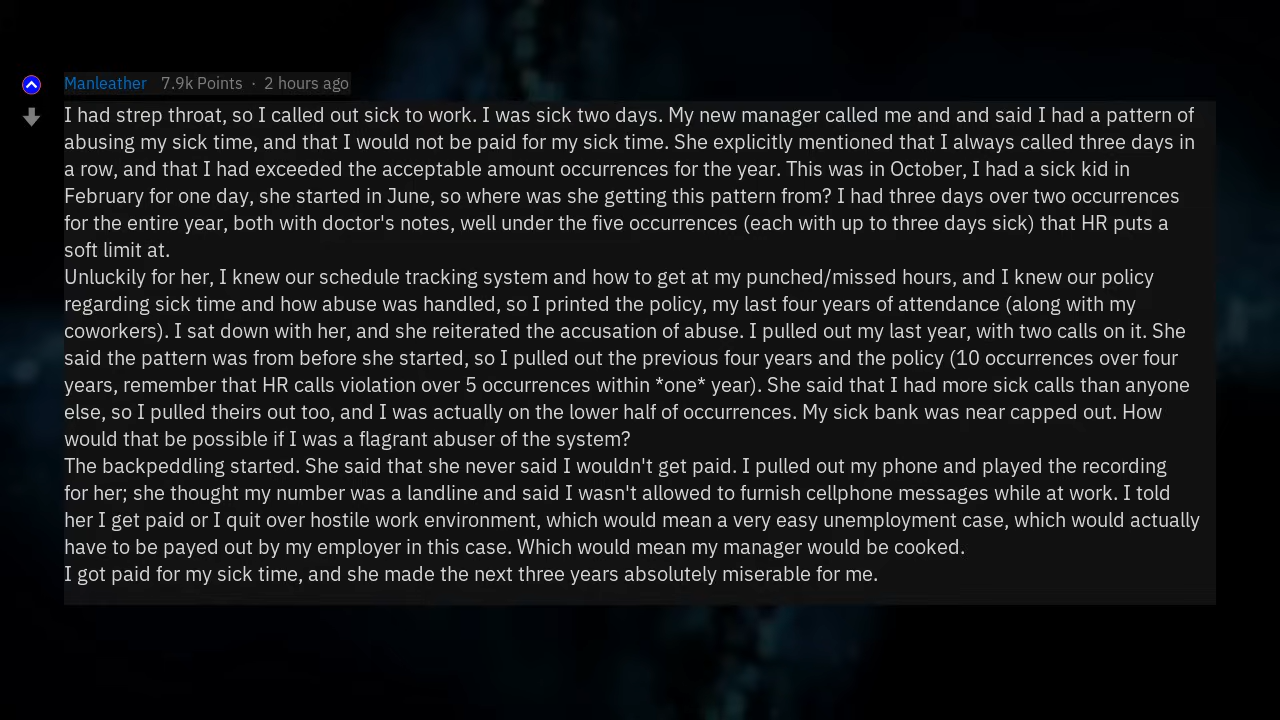 Manleather 7.9k Points · 2 hours ago
I had strep throat, so I called out sick to work. I was sick two days. My new manager called me and and said I had a pattern of
abusing my sick time, and that I would not be paid for my sick time. She explicitly mentioned that I always called three days in
a row, and that I had exceeded the acceptable amount occurrences for the year. This was in October, I had a sick kid in
February for one day, she started in June, so where was she getting this pattern from? I had three days over two occurrences
for the entire year, both with doctor's notes, well under the five occurrences (each with up to three days sick) that HR puts a
soft limit at.
Unluckily for her, I knew our schedule tracking system and how to get at my punched/missed hours, and I knew our policy
regarding sick time and how abuse was handled, so I printed the policy, my last four years of attendance (along with my
coworkers). I sat down with her, and she reiterated the accusation of abuse. I pulled out my last year, with two calls on it. She
said the pattern was from before she started, so I pulled out the previous four years and the policy (10 occurrences over four
years, remember that HR calls violation over 5 occurrences within *one* year). She said that I had more sick calls than anyone
else, so I pulled theirs out too, and I was actually on the lower half of occurrences. My sick bank was near capped out. How
would that be possible if I was a flagrant abuser of the system?
The backpeddling started. She said that she never said I wouldn't get paid. I pulled out my phone and played the recording
for her; she thought my number was a landline and said I wasn't allowed to furnish cellphone messages while at work. I told
her I get paid or I quit over hostile work environment, which would mean a very easy unemployment case, which would actually
have to be payed out by my employer in this case. Which would mean my manager would be cooked.
I got paid for my sick time, and she made the next three years absolutely miserable for me.